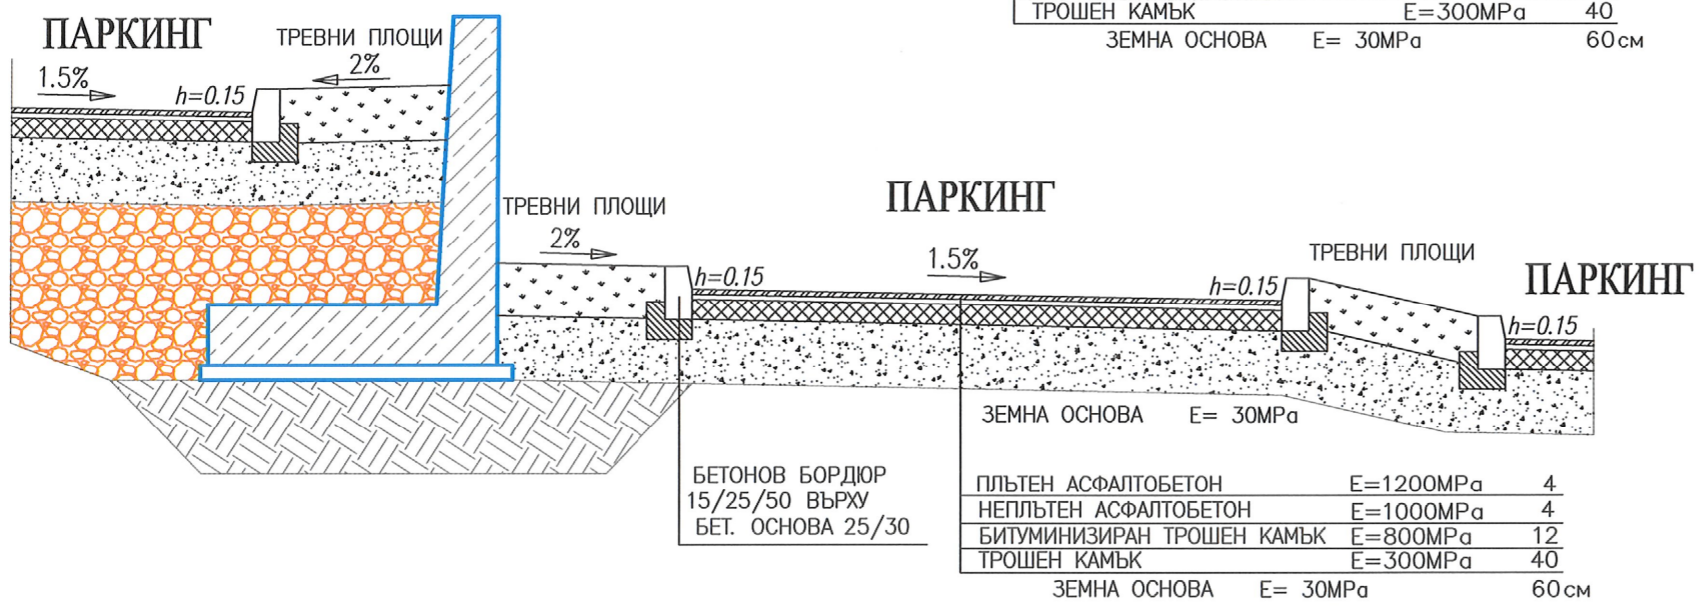 ТРОШЕН КАМЪК E=300MPa 40
ЗЕМНА ОСНОВА E= 30MPa 60см
ПАРКИНГ
ТРЕВНИ ПЛОЩИ
1.5%
2%
h=0.15
ТРЕВНИ ПЛОЩИ
2%
h=0.15
ПАРКИНГ
1.5%
h=0.15
ТРЕВНИ ПЛОЩИ
ПАРКИНГ
h=0.15
ЗЕМНА ОСНОВА E= 30MPa
БЕТОНОВ БОРДЮР
15/25/50 ВЪРХУ
БЕТ. ОСНОВА 25/30
ПЛЪТЕН АСФАЛТОБЕТОН E=1200MPa 4
НЕПЛЪТЕН АСФАЛТОБЕТОН E=1000MPa 4
БИТУМИНИЗИРАН ТРОШЕН КАМЪК E=800MPa 12
ТРОШЕН КАМЪК E=300MPa 40
ЗЕМНА ОСНОВА E= 30MPa 60см